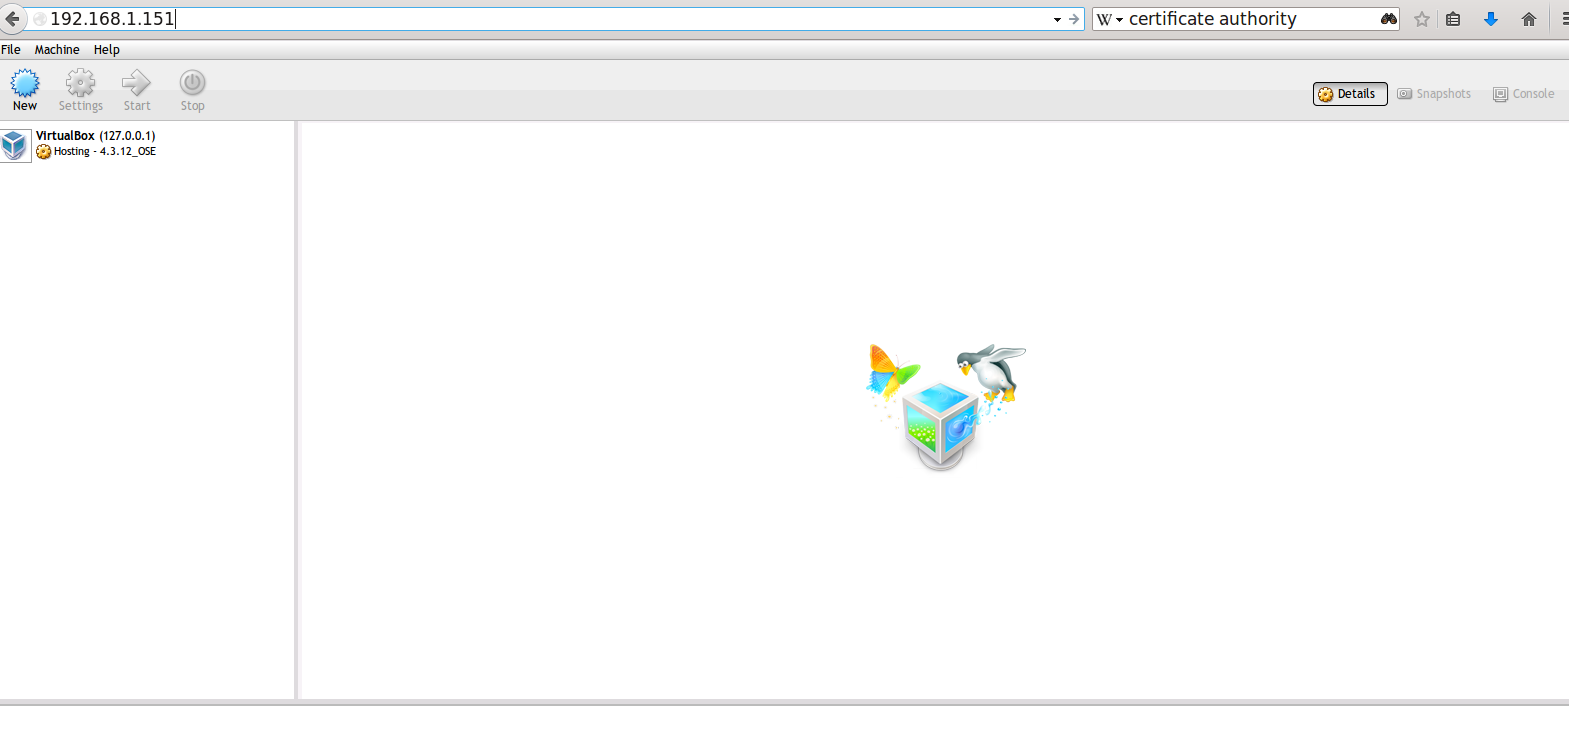 192.168.1.151
W certificate authority
File Machine Help
New Settings Start Stop
Details Snapshots Console
VirtualBox (127.0.0.1)
Hosting - 4.3.12_OSE